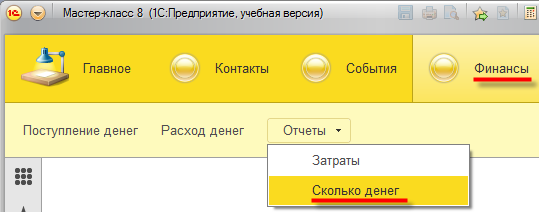 Мастер-класс 8 (1С:Предприятие, учебная версия)
Главное Контакты События Финансы
Поступление денег Расход денег Отчеты
Затраты
Сколько денег